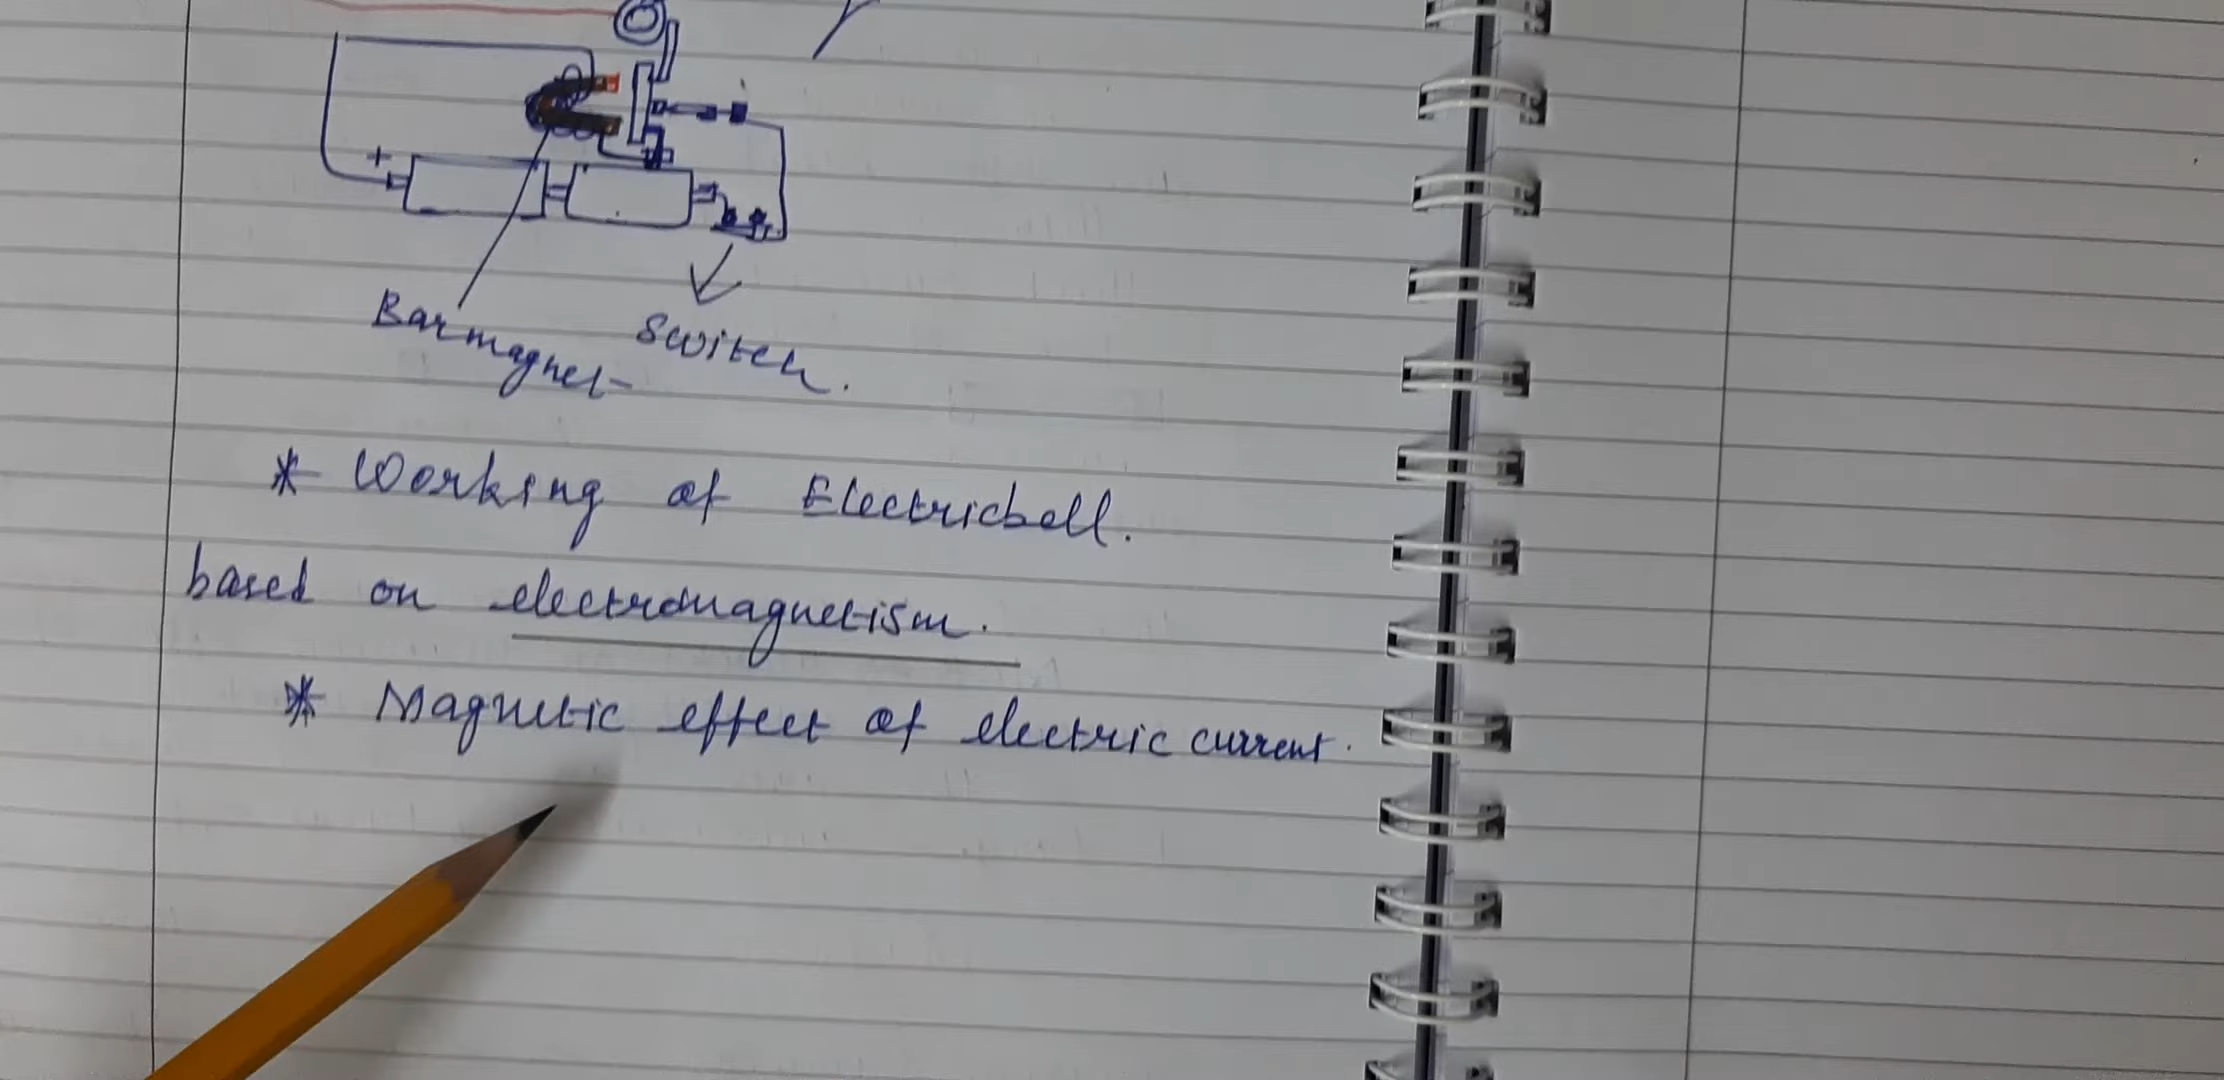 +
Barmagnet
Switch.
* Working of Electricbell.
based on electromagnetism.
* Magnetic effect of electric current.